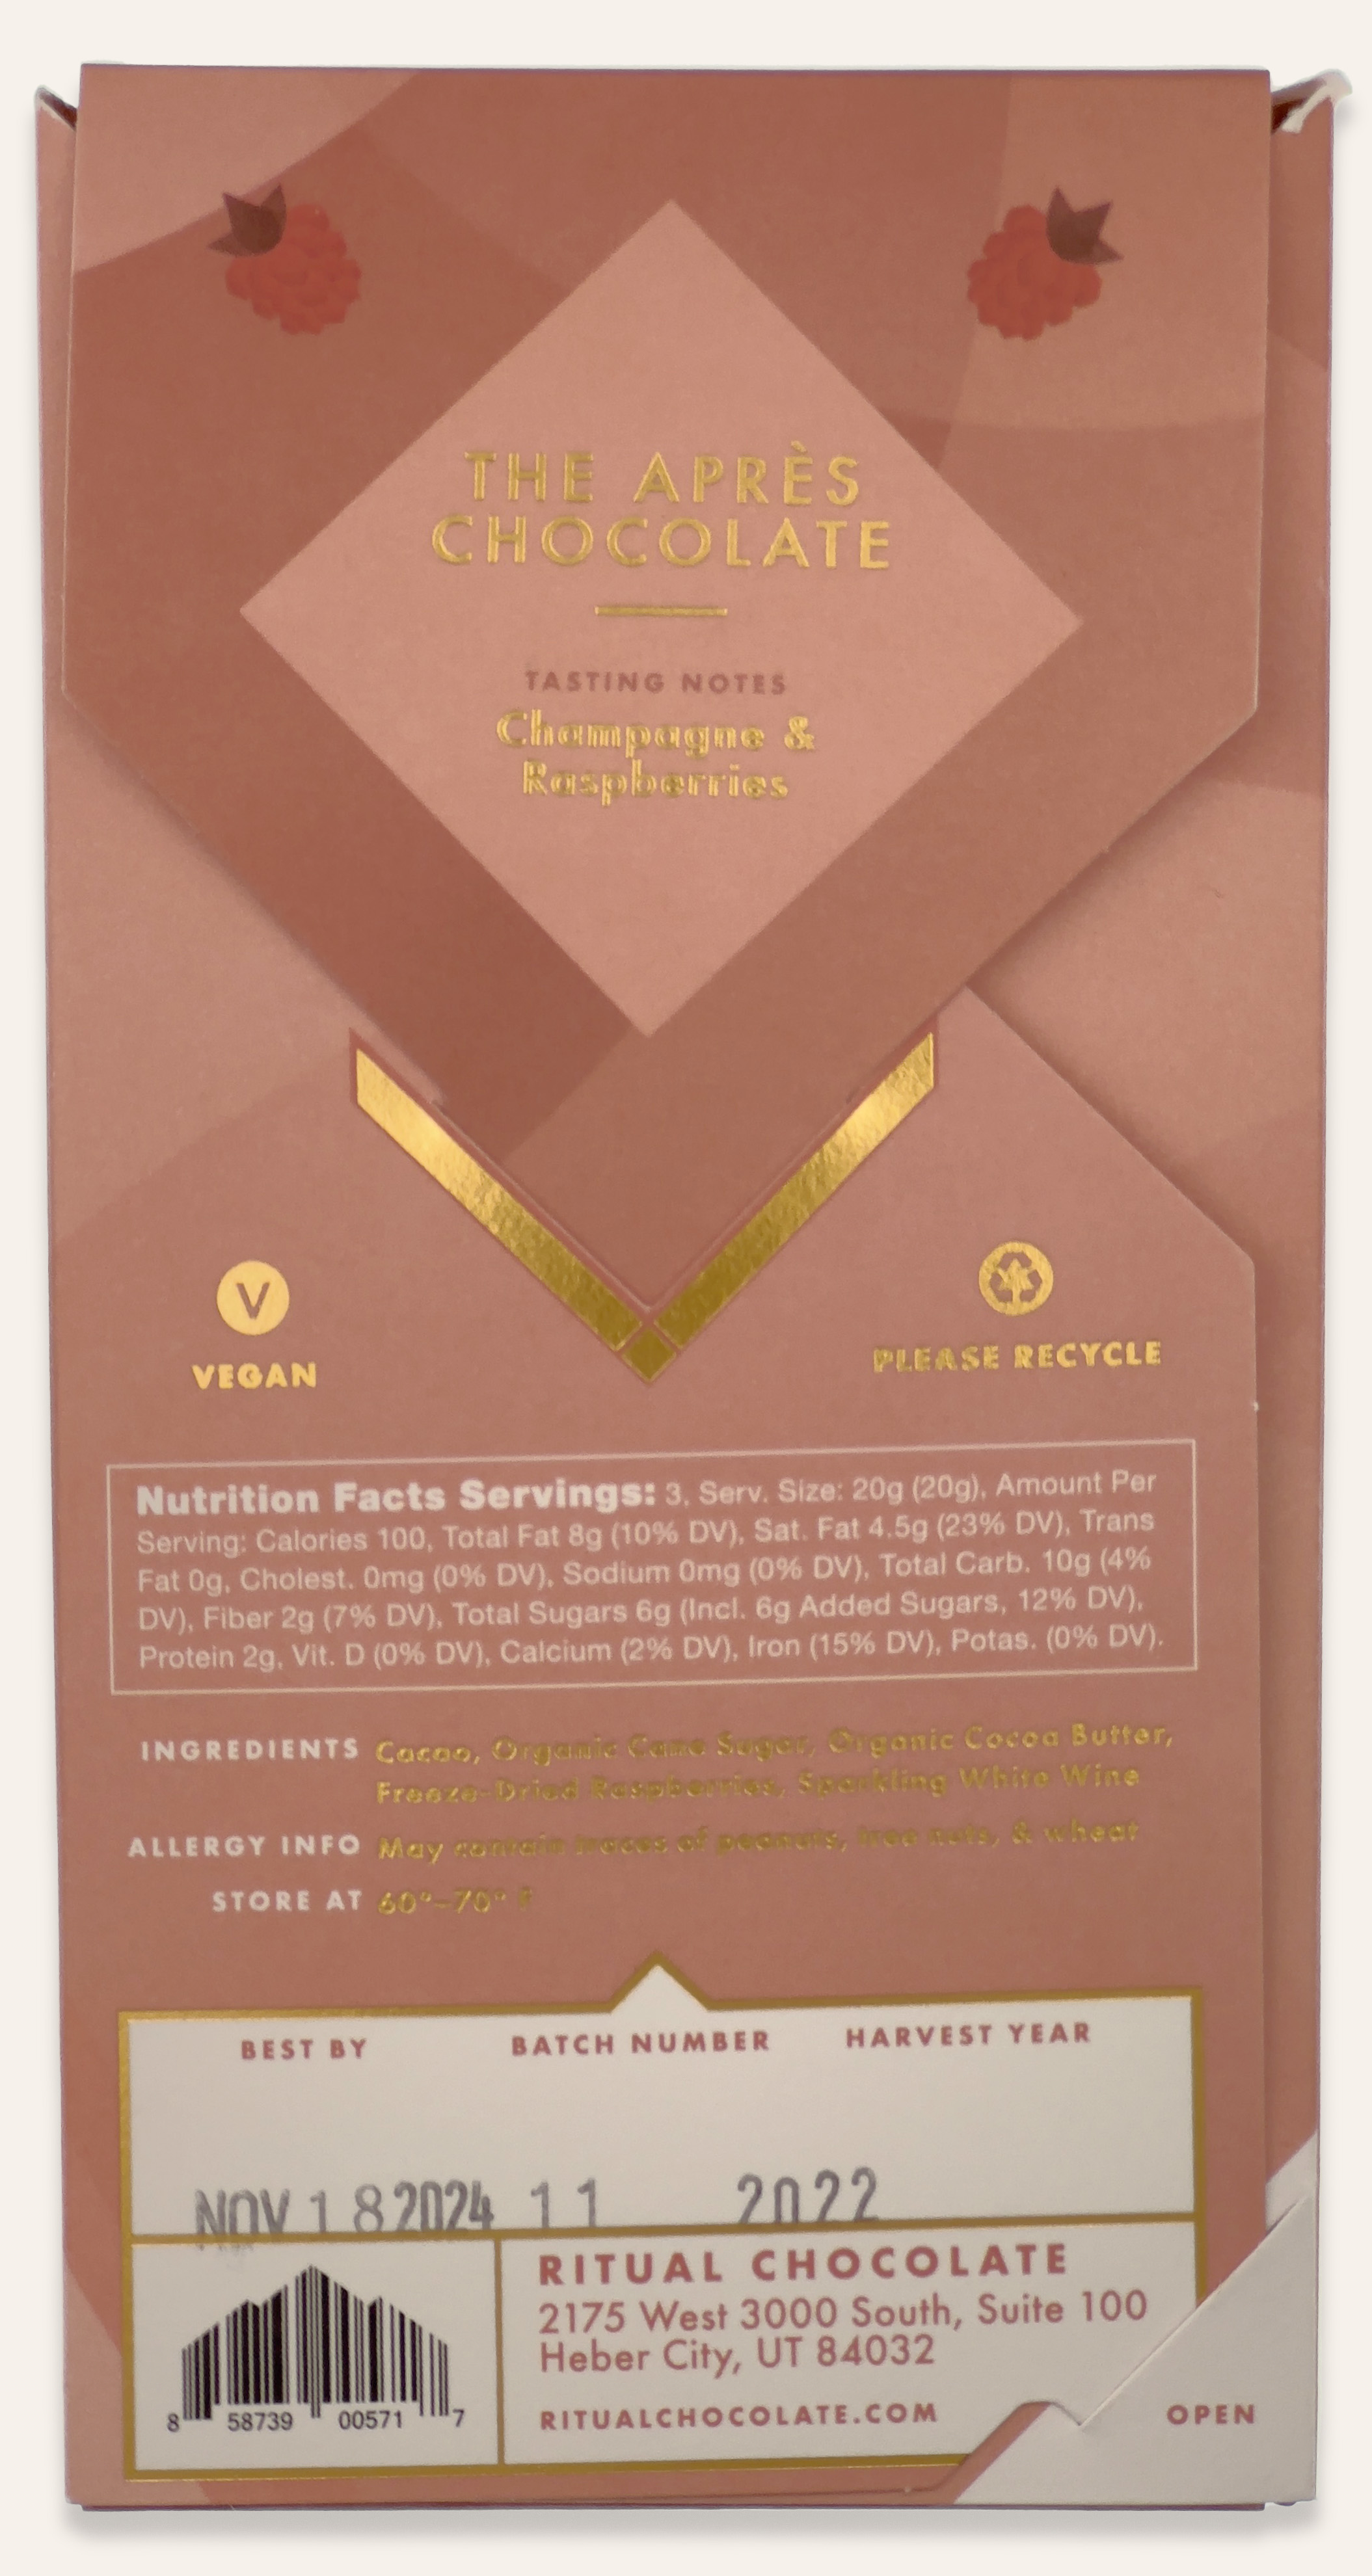 THE APRÈS
CHOCOLATE
TASTING NOTES
Champagne &
Raspberries
V
VEGAN
PLEASE RECYCLE
Nutrition Facts Servings: 3, Serv. Size: 20g (20g), Amount Per
Serving: Calories 100, Total Fat 8g (10% DV), Sat. Fat 4.5g (23% DV), Trans
Fat 0g, Cholest. 0mg (0% DV), Sodium 0mg (0% DV), Total Carb. 10g (4%
DV), Fiber 2g (7% DV), Total Sugars 6g (Incl. 6g Added Sugars, 12% DV),
Protein 2g, Vit. D (0% DV), Calcium (2% DV), Iron (15% DV), Potas. (0% DV).
INGREDIENTS Cacao, Organic Cane Sugar, Organic Cocoa Butter,
Freeze-Dried Raspberries, Sparkling White Wine
ALLERGY INFO May contain traces of peanuts, tree nuts, & wheat
STORE AT 60°–70° F
BEST BY BATCH NUMBER HARVEST YEAR
NOV 18 2024 11 2022
RITUAL CHOCOLATE
2175 West 3000 South, Suite 100
Heber City, UT 84032
RITUALCHOCOLATE.COM
8 58739 00571 7
OPEN